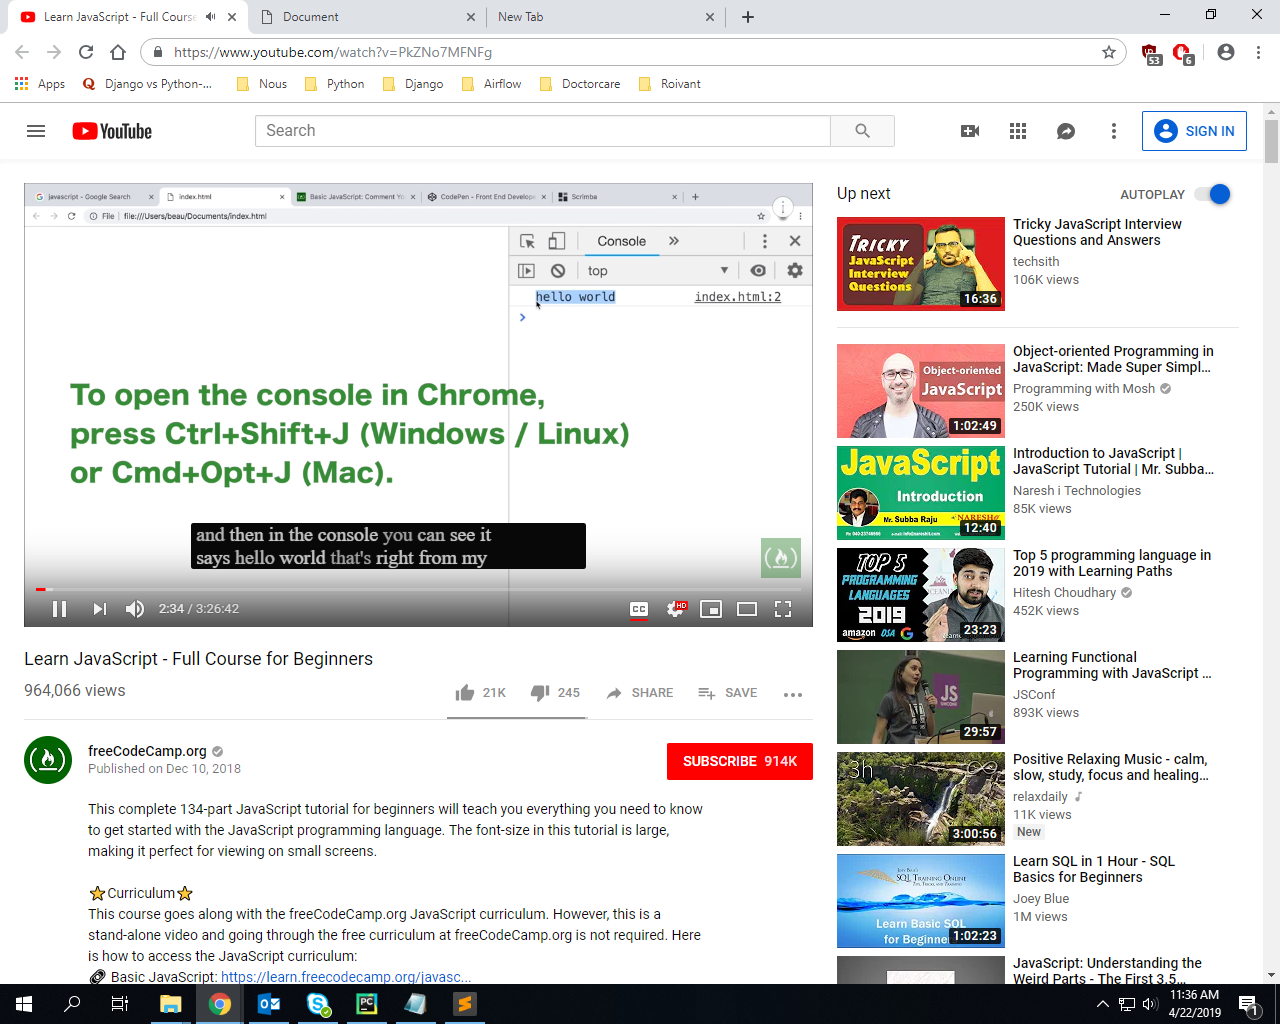 Learn JavaScript - Full Course
Document
New Tab
https://www.youtube.com/watch?v=PkZNo7MFNFg
53
6
Apps
Django vs Python-...
Nous
Python
Django
Airflow
Doctorcare
Roivant
YouTube
Search
SIGN IN
javascript - Google Search
index.html
Basic JavaScript: Comment Y
CodePen - Front End Develope
Scrimba
File | file:///Users/beau/Documents/index.html
Console
top
hello world
index.html:2
To open the console in Chrome,
press Ctrl+Shift+J (Windows / Linux)
or Cmd+Opt+J (Mac).
and then in the console you can see it
says hello world that's right from my
2:34 / 3:26:42
CC
HD
Learn JavaScript - Full Course for Beginners
964,066 views
21K
245
SHARE
SAVE
freeCodeCamp.org
Published on Dec 10, 2018
SUBSCRIBE 914K
This complete 134-part JavaScript tutorial for beginners will teach you everything you need to know
to get started with the JavaScript programming language. The font-size in this tutorial is large,
making it perfect for viewing on small screens.
⭐Curriculum⭐
This course goes along with the freeCodeCamp.org JavaScript curriculum. However, this is a
stand-alone video and going through the free curriculum at freeCodeCamp.org is not required. Here
is how to access the JavaScript curriculum:
🔗 Basic JavaScript: https://learn.freecodecamp.org/javasc...
Up next
AUTOPLAY
TRICKY
JavaScript
Interview
Questions
16:36
Tricky JavaScript Interview
Questions and Answers
techsith
106K views
Object-oriented
JavaScript
1:02:49
Object-oriented Programming in
JavaScript: Made Super Simpl...
Programming with Mosh
250K views
JavaScript
Introduction
Mr. Subba Raju
NARESH
12:40
Introduction to JavaScript |
JavaScript Tutorial | Mr. Subba...
Naresh i Technologies
85K views
TOP 5
PROGRAMMING
LANGUAGES
2019
amazon
USA
G
23:23
Top 5 programming language in
2019 with Learning Paths
Hitesh Choudhary
452K views
JS
29:57
Learning Functional
Programming with JavaScript ...
JSConf
893K views
3h
3:00:56
Positive Relaxing Music - calm,
slow, study, focus and healing...
relaxdaily
11K views
New
JOEY BLUE'
SQL TRAINING ONLINE
Learn Basic SQL
for Beginne
1:02:23
Learn SQL in 1 Hour - SQL
Basics for Beginners
Joey Blue
1M views
JavaScript: Understanding the
Weird Parts - The First 3.5...
PC
11:36 AM
4/22/2019
1